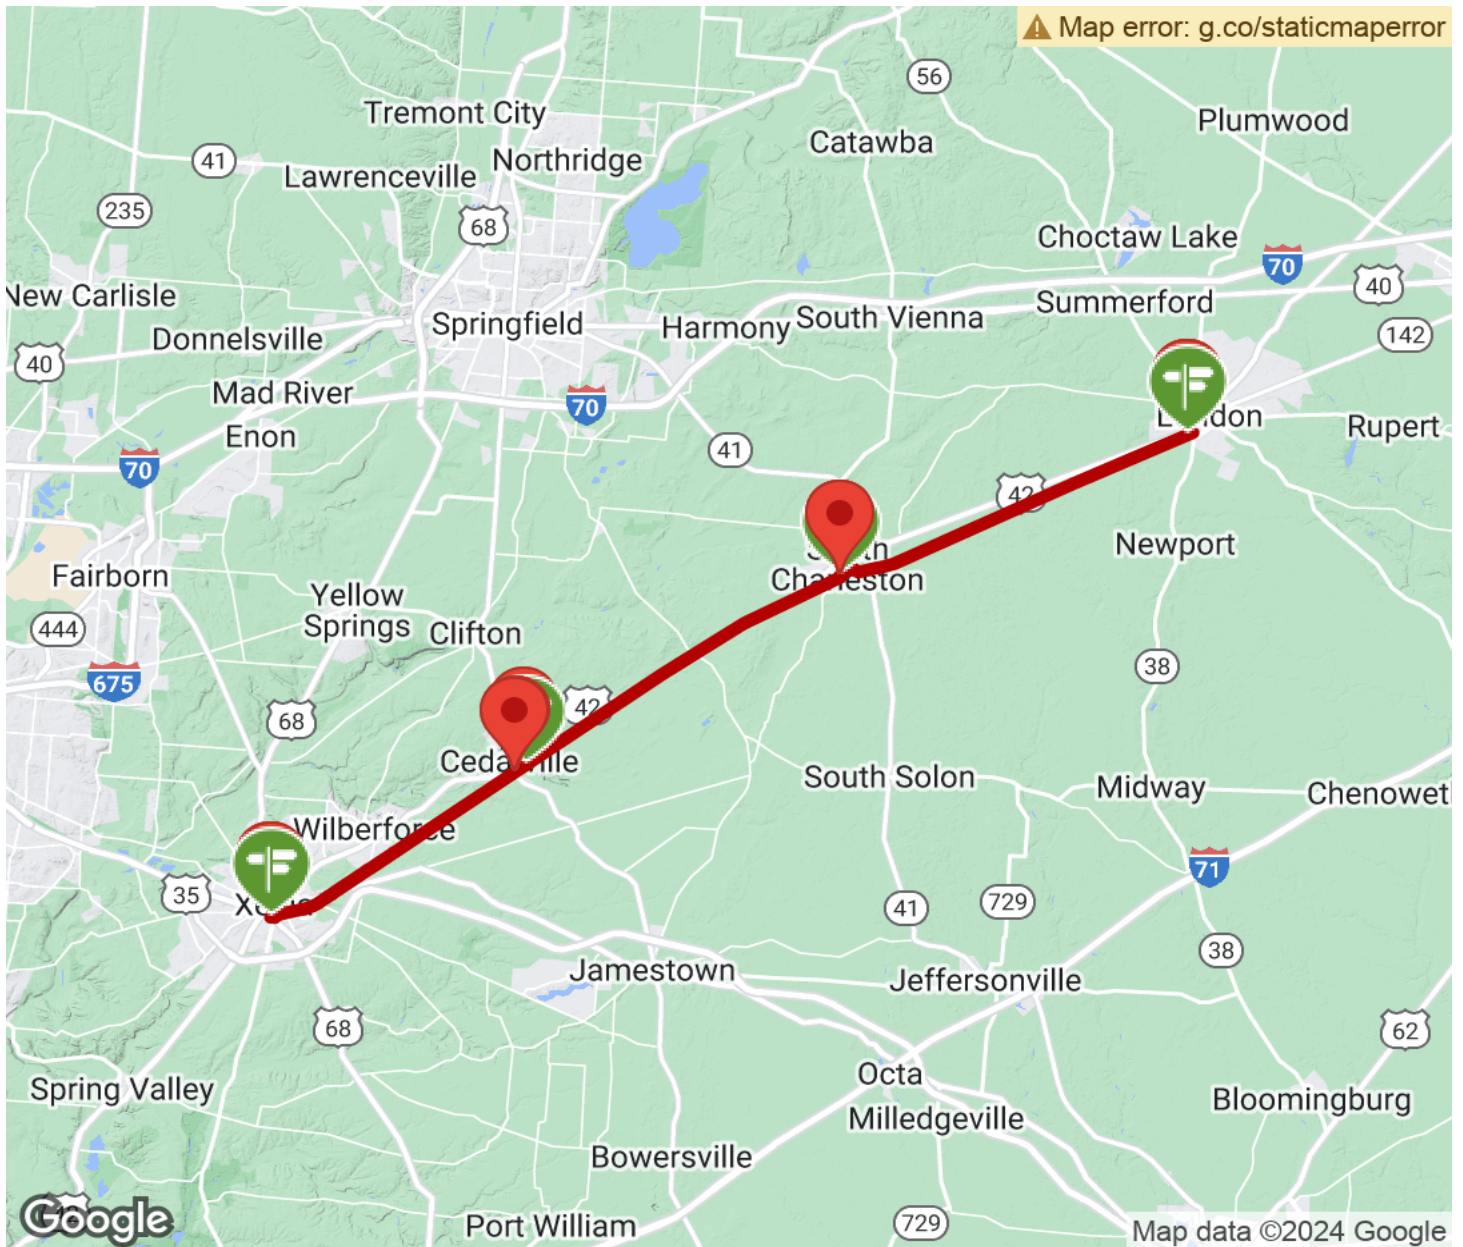 Map error: g.co/staticmaperror
56
Tremont City
Plumwood
Catawba
41
Northridge
Lawrenceville
235
68
Choctaw Lake
70
40
New Carlisle
Summerford
South Vienna
Springfield
Harmony
Donnelsville
142
40
Mad River
70
Enon
Rupert
41
70
42
Newport
Charleston
Fairborn
Yellow
Springs
Clifton
444
38
675
42
68
Cedarville
South Solon
Midway
Chenowet
Wilberforce
71
35
41
729
38
Jamestown
Jeffersonville
68
62
Octa
Spring Valley
Bloomingburg
Milledgeville
Bowersville
Google
Port William
729
Map data ©2024 Google